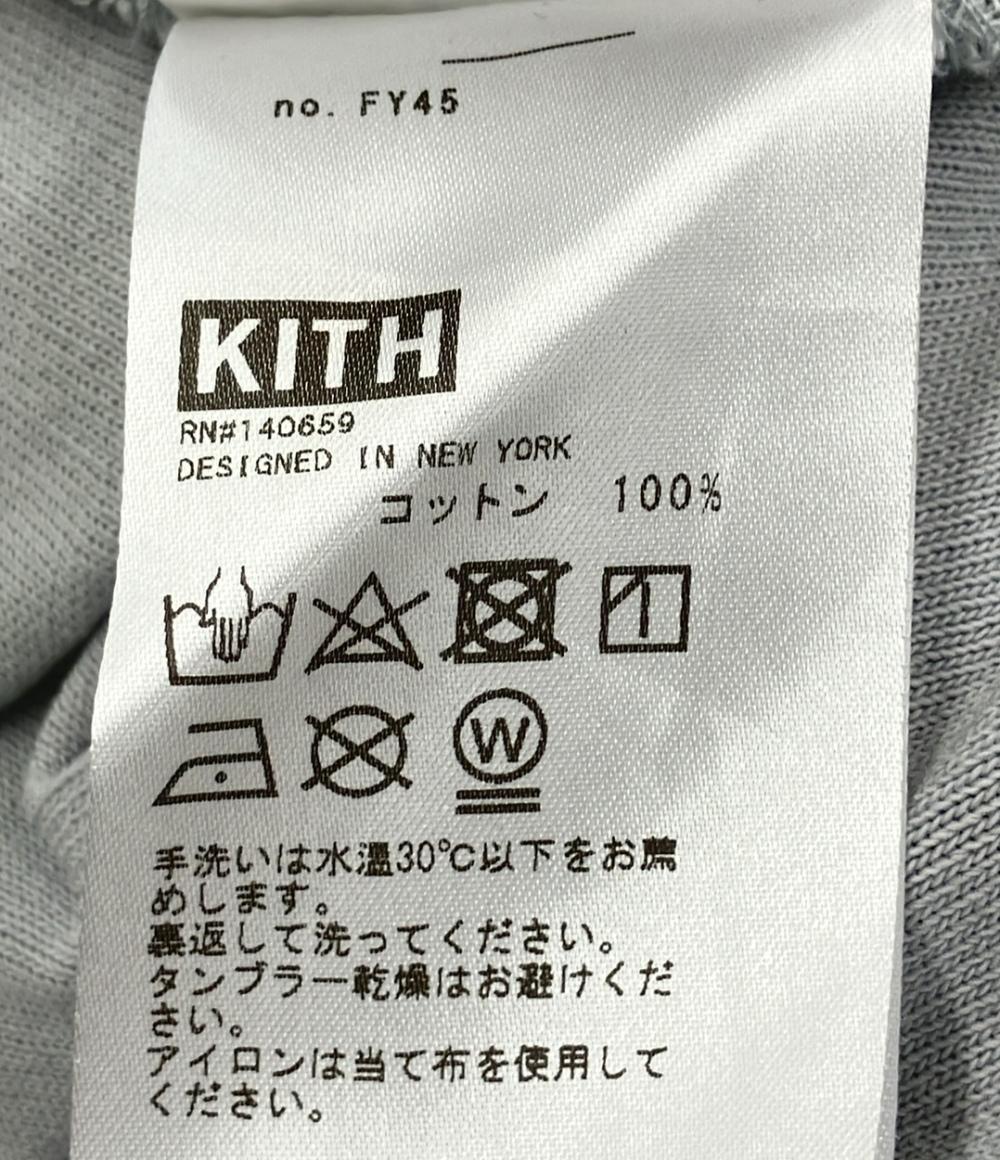 no. FY45
KITH
RN#140659
DESIGNED IN NEW YORK
コットン 100%
W
手洗いは水温30℃以下をお薦
めします。
裏返して洗ってください。
タンブラー乾燥はお避けくだ
さい。
アイロンは当て布を使用して
ください。